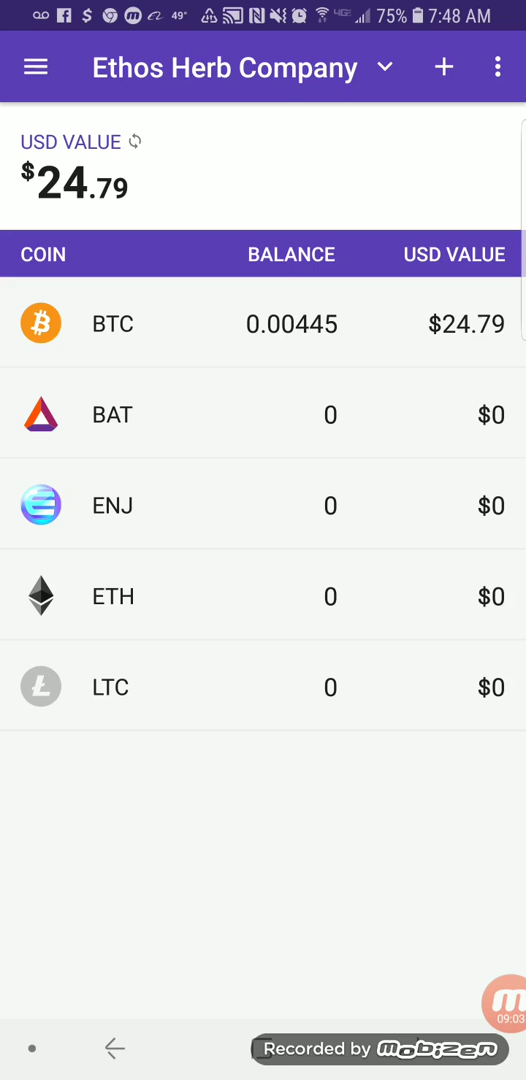 49° 4G 75% 7:48 AM
Ethos Herb Company
USD VALUE
$24.79
COIN BALANCE USD VALUE
BTC 0.00445 $24.79
BAT 0 $0
ENJ 0 $0
ETH 0 $0
LTC 0 $0
09:03
Recorded by mobizen